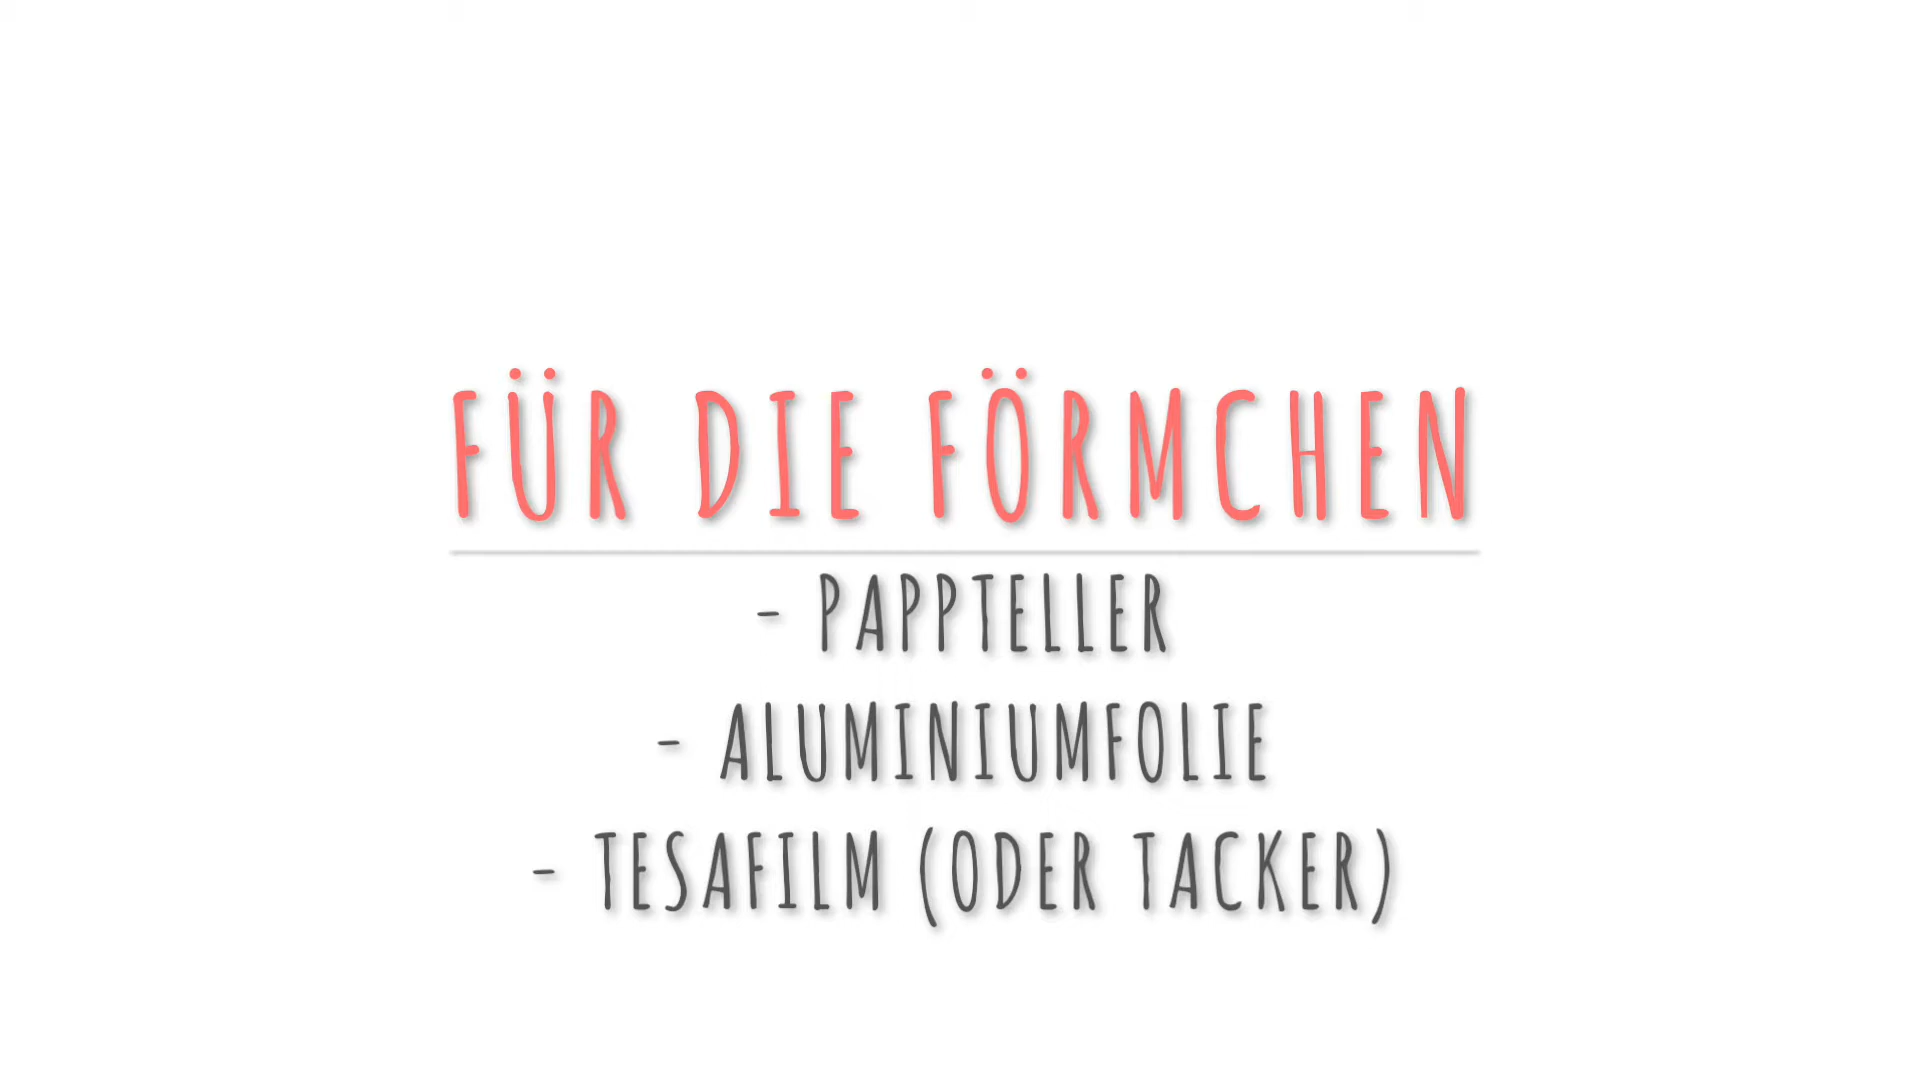 FÜR DIE FÖRMCHEN
- PAPPTELLER
- ALUMINIUMFOLIE
- TESAFILM (ODER TACKER)